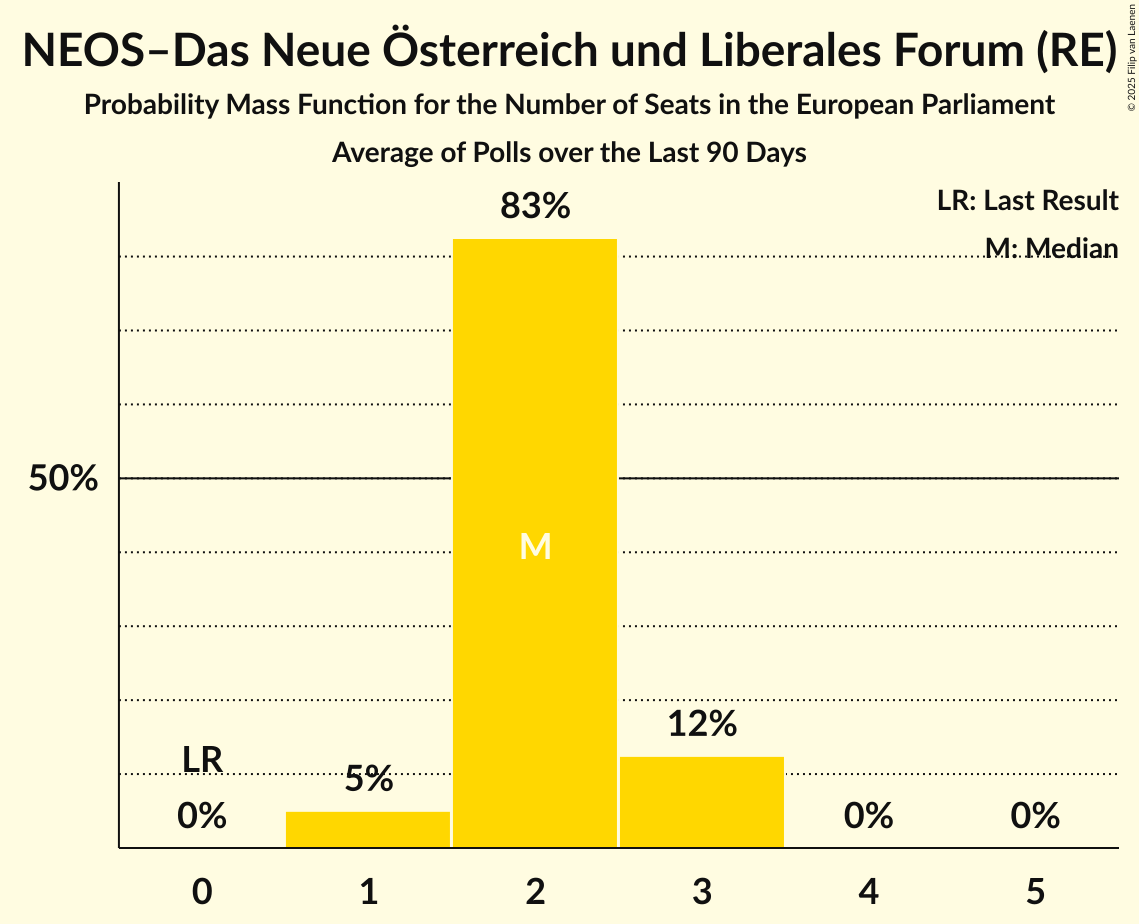 NEOS–Das Neue Österreich und Liberales Forum (RE)
Probability Mass Function for the Number of Seats in the European Parliament
Average of Polls over the Last 90 Days
© 2025 Filip van Laenen
LR: Last Result
M: Median
83%
50%
M
12%
LR
5%
0%
0%
0%
0 1 2 3 4 5